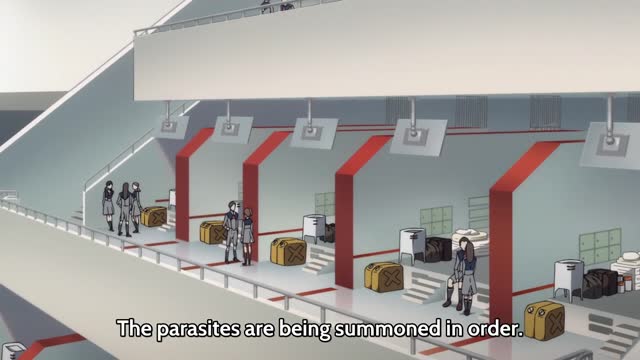 The parasites are being summoned in order.